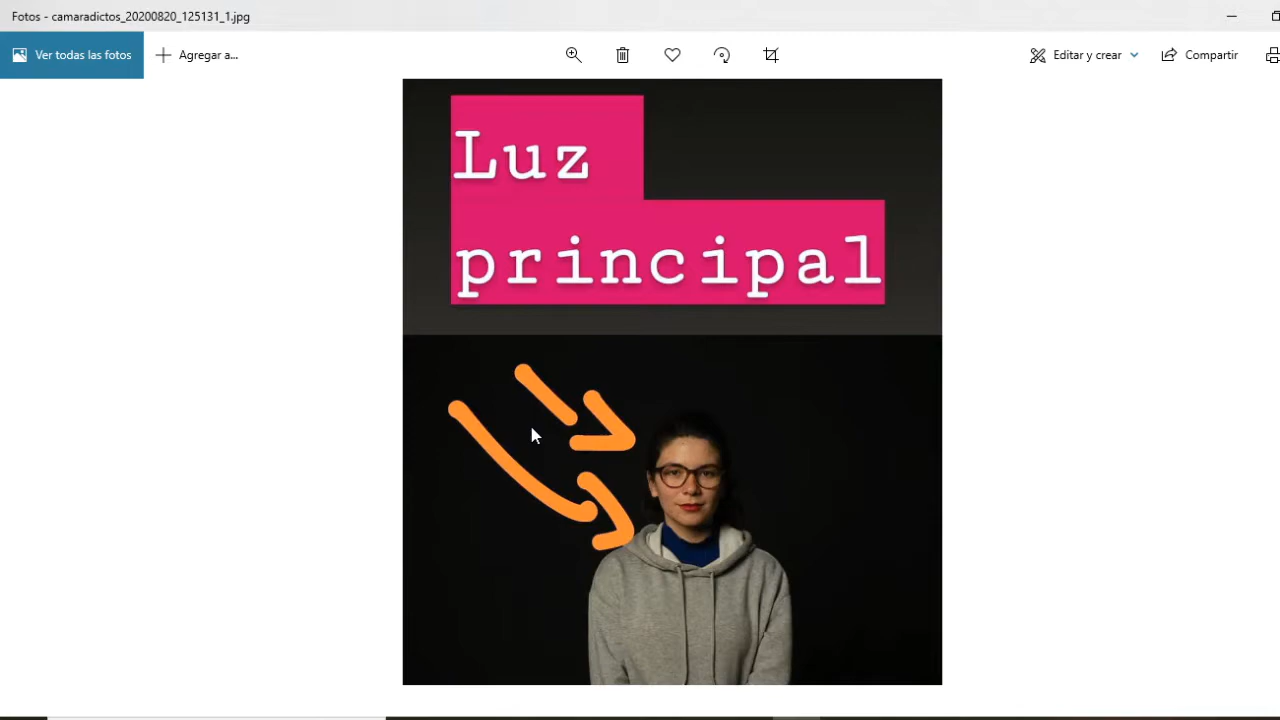 Fotos - camaradictos_20200820_125131_1.jpg
Ver todas las fotos
Agregar a...
Editar y crear
Compartir
Luz
principal